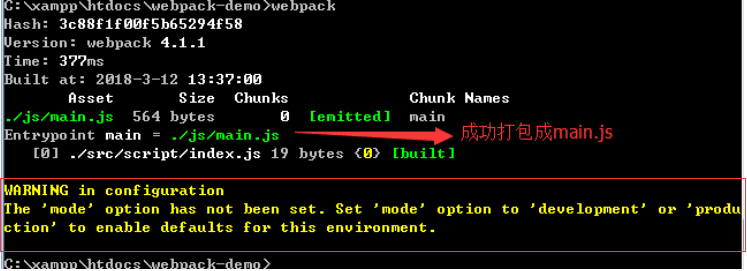 C:\xampp\htdocs\webpack-demo>webpack
Hash: 3c88f1f00f5b65294f58
Version: webpack 4.1.1
Time: 377ms
Built at: 2018-3-12 13:37:00
Asset Size Chunks Chunk Names
./js/main.js 564 bytes 0 [emitted] main
Entrypoint main = ./js/main.js 成功打包成main.js
[0] ./src/script/index.js 19 bytes {0} [built]
WARNING in configuration
The 'mode' option has not been set. Set 'mode' option to 'development' or 'produ
ction' to enable defaults for this environment.
C:\xampp\htdocs\webpack-demo>